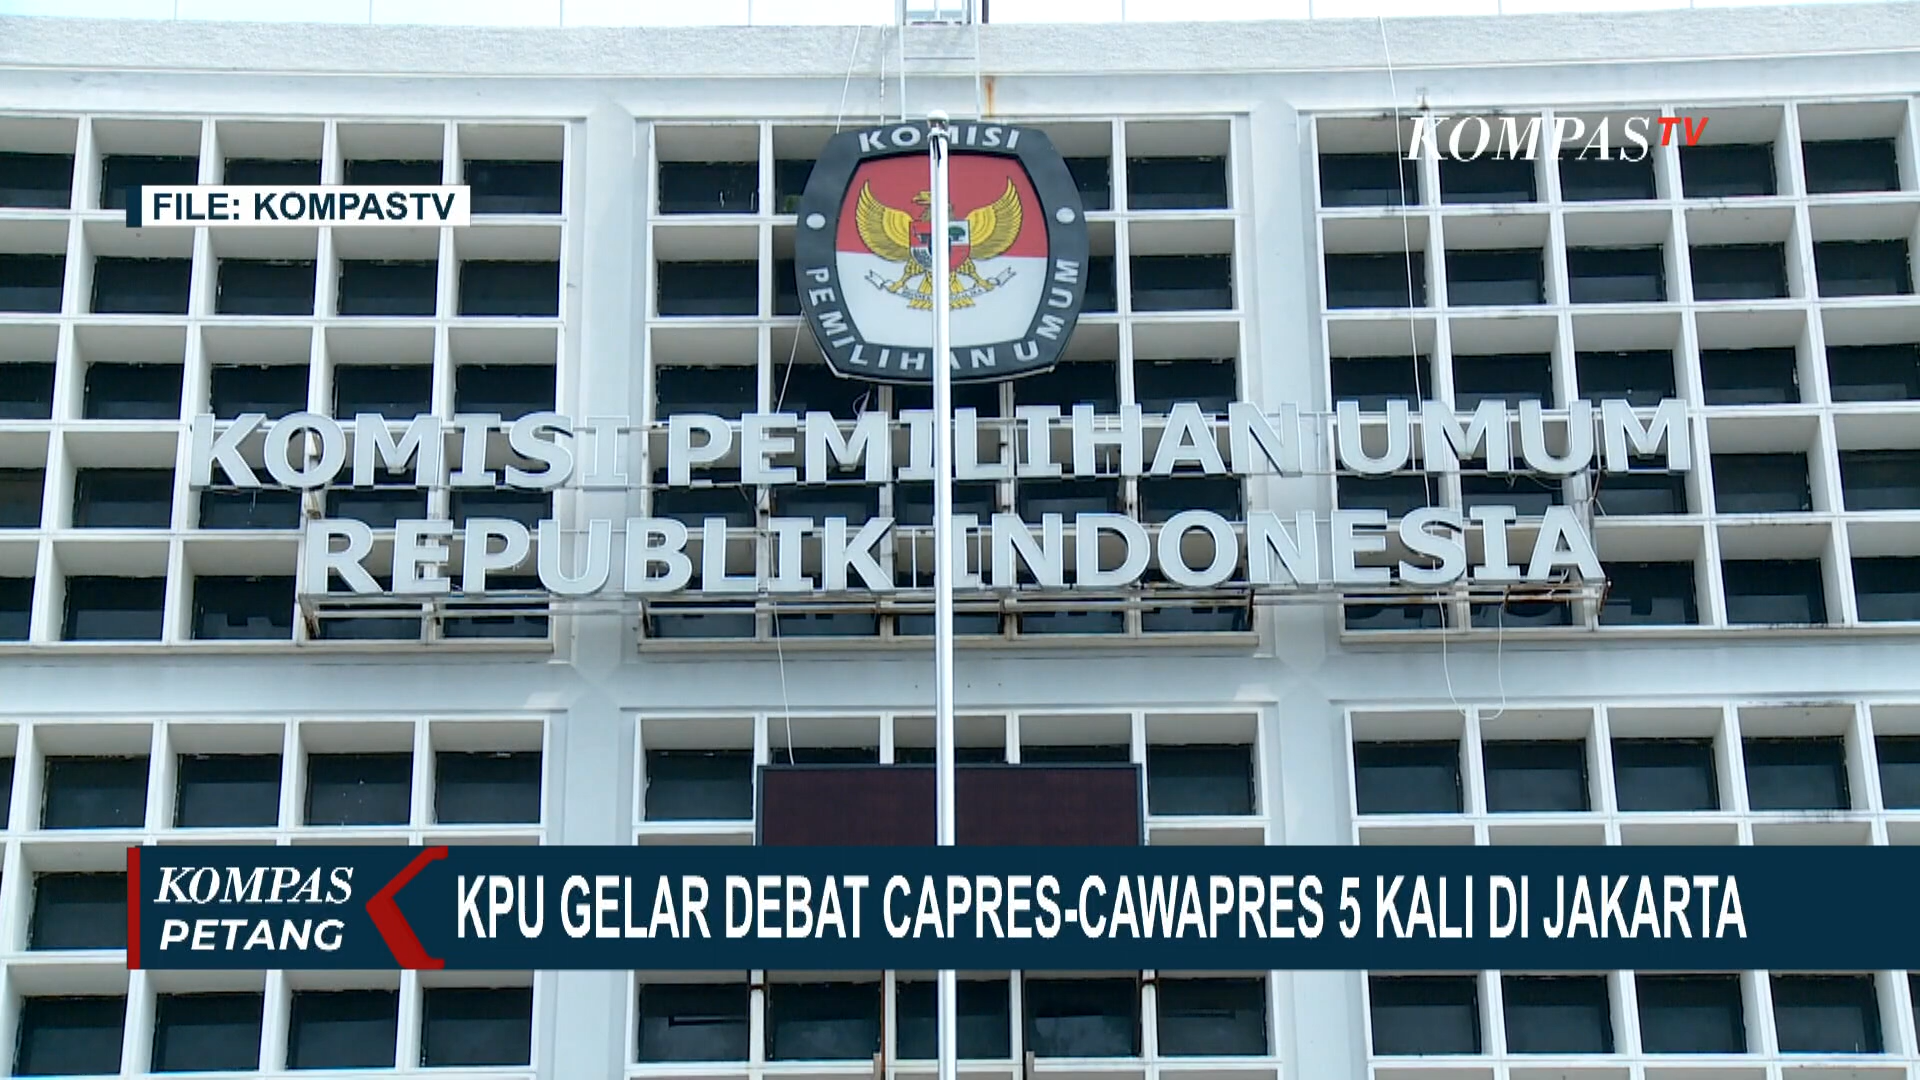 KOMPASTV
FILE: KOMPASTV
KOMISI
PEMILIHAN UMUM
KOMISI PEMILIHAN UMUM
REPUBLIK INDONESIA
KOMPAS
PETANG
KPU GELAR DEBAT CAPRES-CAWAPRES 5 KALI DI JAKARTA